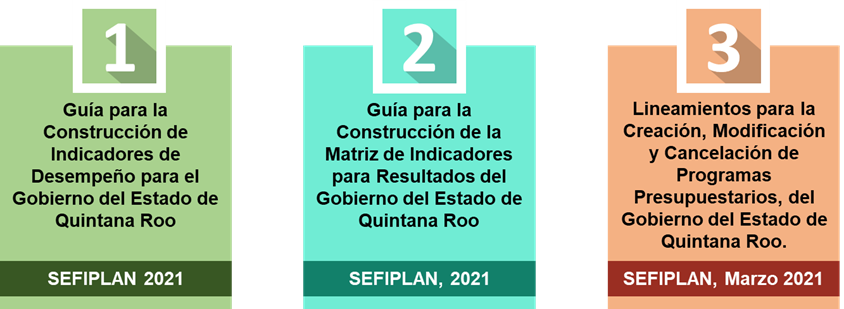 1
Guía para la
Construcción de
Indicadores de
Desempeño para el
Gobierno del Estado de
Quintana Roo
SEFIPLAN 2021
2
Guía para la
Construcción de la
Matriz de Indicadores
para Resultados del
Gobierno del Estado de
Quintana Roo
SEFIPLAN, 2021
3
Lineamientos para la
Creación, Modificación
y Cancelación de
Programas
Presupuestarios, del
Gobierno del Estado de
Quintana Roo.
SEFIPLAN, Marzo 2021